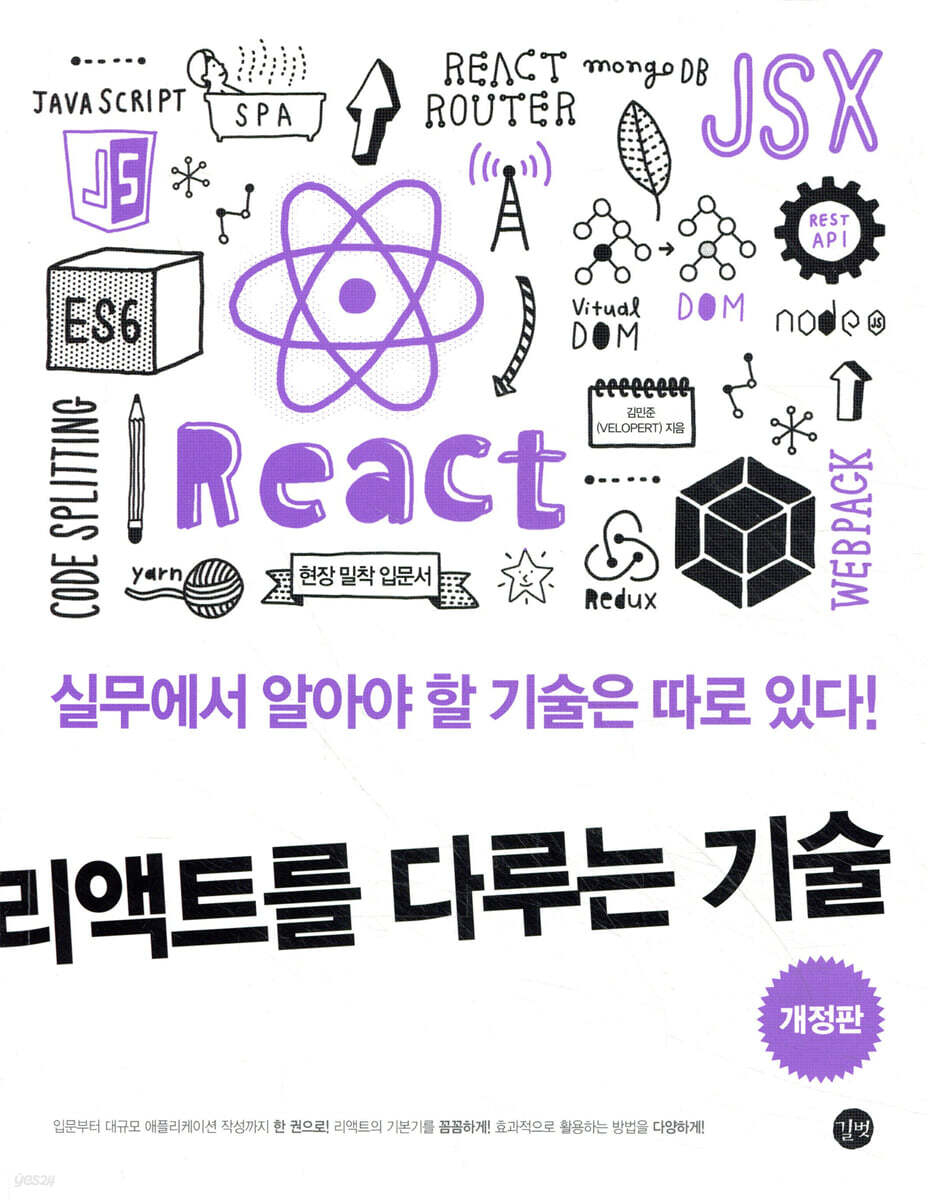 JAVASCRIPT
JS
SPA
REACT
ROUTER
mongoDB
JSX
REST
API
ES6
Vitual
DOM
DOM
node
JS
김민준
(VELOPERT) 지음
CODE SPLITTING
React
WEBPACK
yarn
현장 밀착 입문서
Redux
실무에서 알아야 할 기술은 따로 있다!
리액트를 다루는 기술
개정판
입문부터 대규모 애플리케이션 작성까지 한 권으로! 리액트의 기본기를 꼼꼼하게! 효과적으로 활용하는 방법을 다양하게!
길벗
yes24